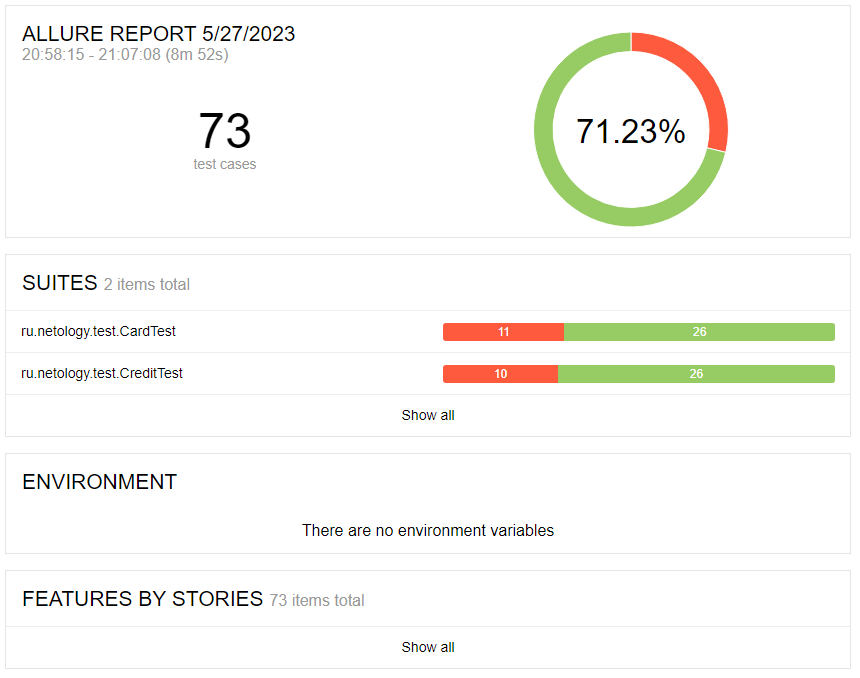 ALLURE REPORT 5/27/2023
20:58:15 - 21:07:08 (8m 52s)
73
test cases
71.23%
SUITES 2 items total
ru.netology.test.CardTest 11 26
ru.netology.test.CreditTest 10 26
Show all
ENVIRONMENT
There are no environment variables
FEATURES BY STORIES 73 items total
Show all